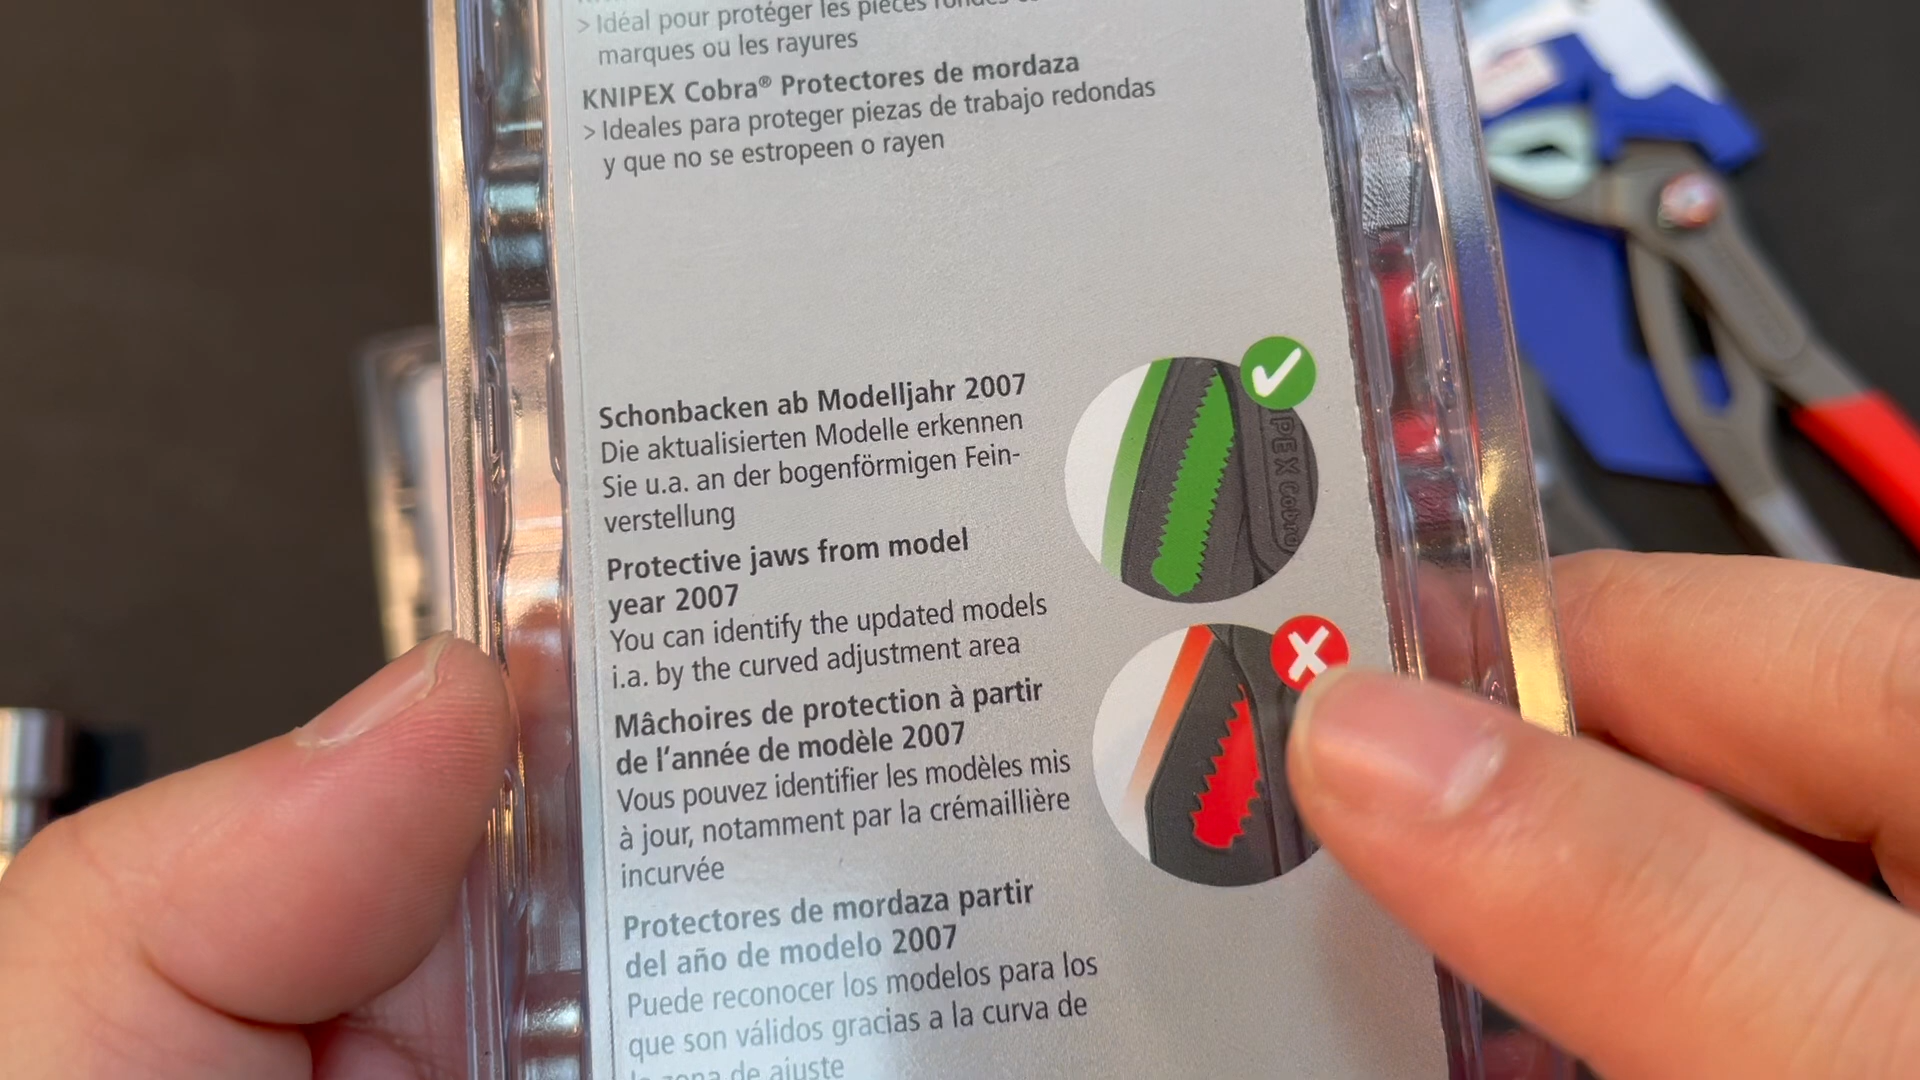 > Idéal pour protéger les pièces
marques ou les rayures
KNIPEX Cobra® Protectores de mordaza
> Ideales para proteger piezas de trabajo redondas
y que no se estropeen o rayen
Schonbacken ab Modelljahr 2007
Die aktualisierten Modelle erkennen
Sie u.a. an der bogenförmigen Fein-
verstellung
Protective jaws from model
year 2007
You can identify the updated models
i.a. by the curved adjustment area
Mâchoires de protection à partir
de l'année de modèle 2007
Vous pouvez identifier les modèles mis
à jour, notamment par la crémaillière
incurvée
Protectores de mordaza partir
del año de modelo 2007
Puede reconocer los modelos para los
que son válidos gracias a la curva de
la zona de ajuste
IPEX Cobra